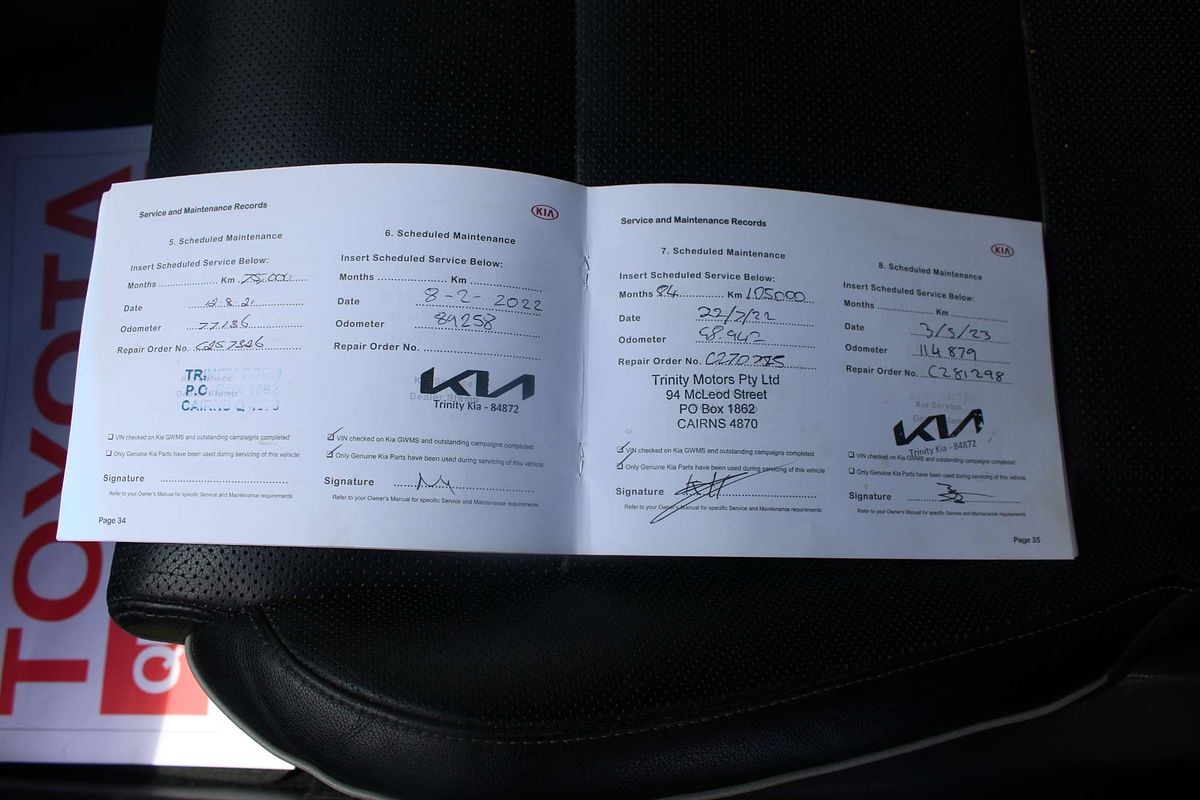 TOYOTA
Service and Maintenance Records
KIA
5. Scheduled Maintenance
Insert Scheduled Service Below:
Months .................. Km 75.000
Date 12.8.21
Odometer 77136
Repair Order No. C257326
TRINITY FORD
P.O. BOX 1862
CAIRNS Q 4870
❑ VIN checked on Kia GWMS and outstanding campaigns completed
❑ Only Genuine Kia Parts have been used during servicing of this vehicle
Signature
Refer to your Owner's Manual for specific Service and Maintenance requirements
Page 34
6. Scheduled Maintenance
Insert Scheduled Service Below:
Months .................. Km ..................
Date 8-2-2022
Odometer 89258
Repair Order No.
Kia Service
Dealer Stamp
KIA
Trinity Kia - 84872
☑ VIN checked on Kia GWMS and outstanding campaigns completed
☑ Only Genuine Kia Parts have been used during servicing of this vehicle
Signature
Refer to your Owner's Manual for specific Service and Maintenance requirements
Service and Maintenance Records
KIA
7. Scheduled Maintenance
Insert Scheduled Service Below:
Months 84 Km 105000
Date 22/7/22
Odometer 98.942
Repair Order No. C270775
Trinity Motors Pty Ltd
94 McLeod Street
PO Box 1862
CAIRNS 4870
☑ VIN checked on Kia GWMS and outstanding campaigns completed
☑ Only Genuine Kia Parts have been used during servicing of this vehicle
Signature
Refer to your Owner's Manual for specific Service and Maintenance requirements
8. Scheduled Maintenance
Insert Scheduled Service Below:
Months .................. Km ..................
Date 3/5/23
Odometer 114879
Repair Order No. C281298
Kia Service
Dealer Stamp
KIA
Trinity Kia - 84872
❑ VIN checked on Kia GWMS and outstanding campaigns completed
❑ Only Genuine Kia Parts have been used during servicing of this vehicle
Signature
Refer to your Owner's Manual for specific Service and Maintenance requirements
Page 35